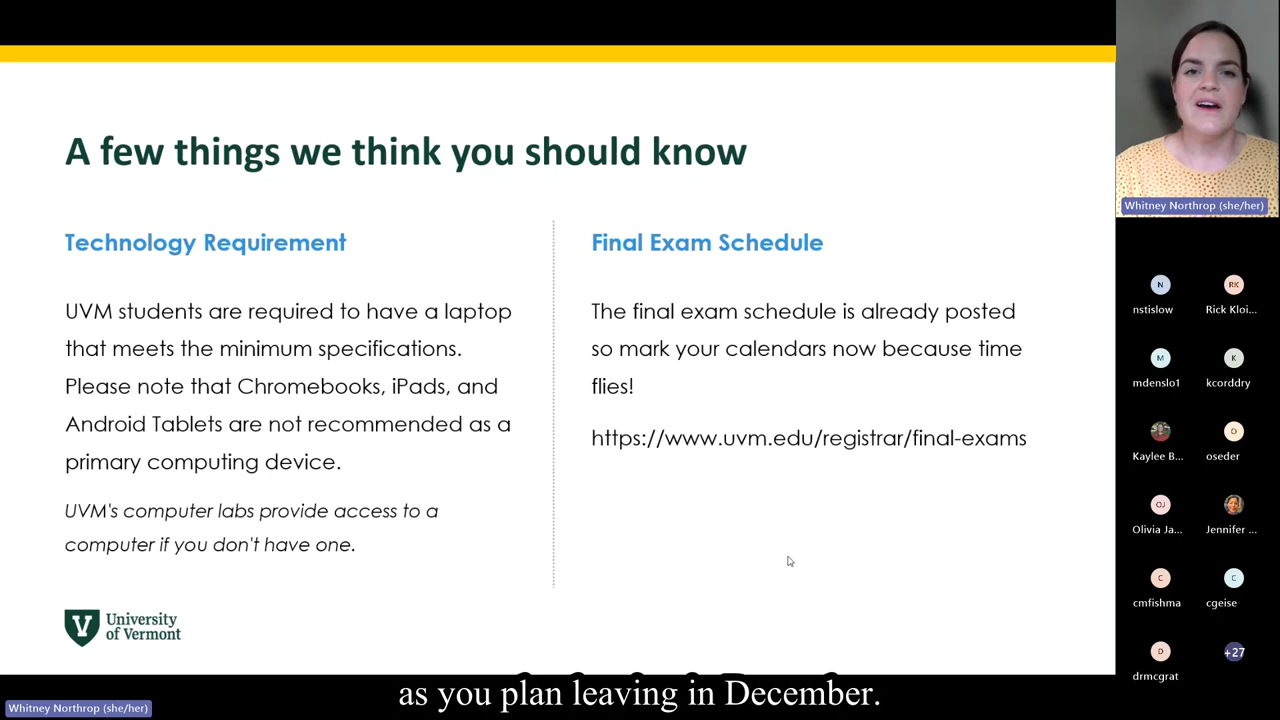 A few things we think you should know
Technology Requirement
UVM students are required to have a laptop
that meets the minimum specifications.
Please note that Chromebooks, iPads, and
Android Tablets are not recommended as a
primary computing device.
UVM's computer labs provide access to a
computer if you don't have one.
Final Exam Schedule
The final exam schedule is already posted
so mark your calendars now because time
flies!
https://www.uvm.edu/registrar/final-exams
V University
of Vermont
Whitney Northrop (she/her)
N RK
nstislow Rick Kloi...
M K
mdenslo1 kcorddry
O
Kaylee B... oseder
OJ
Olivia Ja... Jennifer ...
C C
cmfishma cgeise
D +27
drmcgrat
as you plan leaving in December.
Whitney Northrop (she/her)